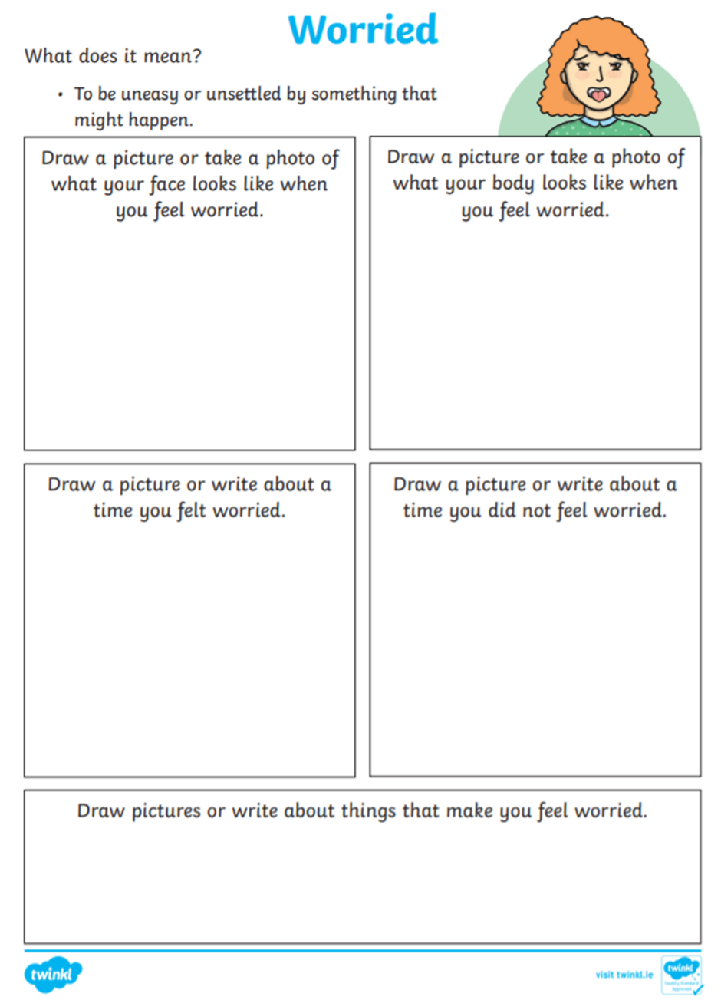 Worried
What does it mean?
• To be uneasy or unsettled by something that
might happen.
Draw a picture or take a photo of
what your face looks like when
you feel worried.
Draw a picture or take a photo of
what your body looks like when
you feel worried.
Draw a picture or write about a
time you felt worried.
Draw a picture or write about a
time you did not feel worried.
Draw pictures or write about things that make you feel worried.
twinkl
visit twinkl.ie
twinkl
Quality Standard
Approved